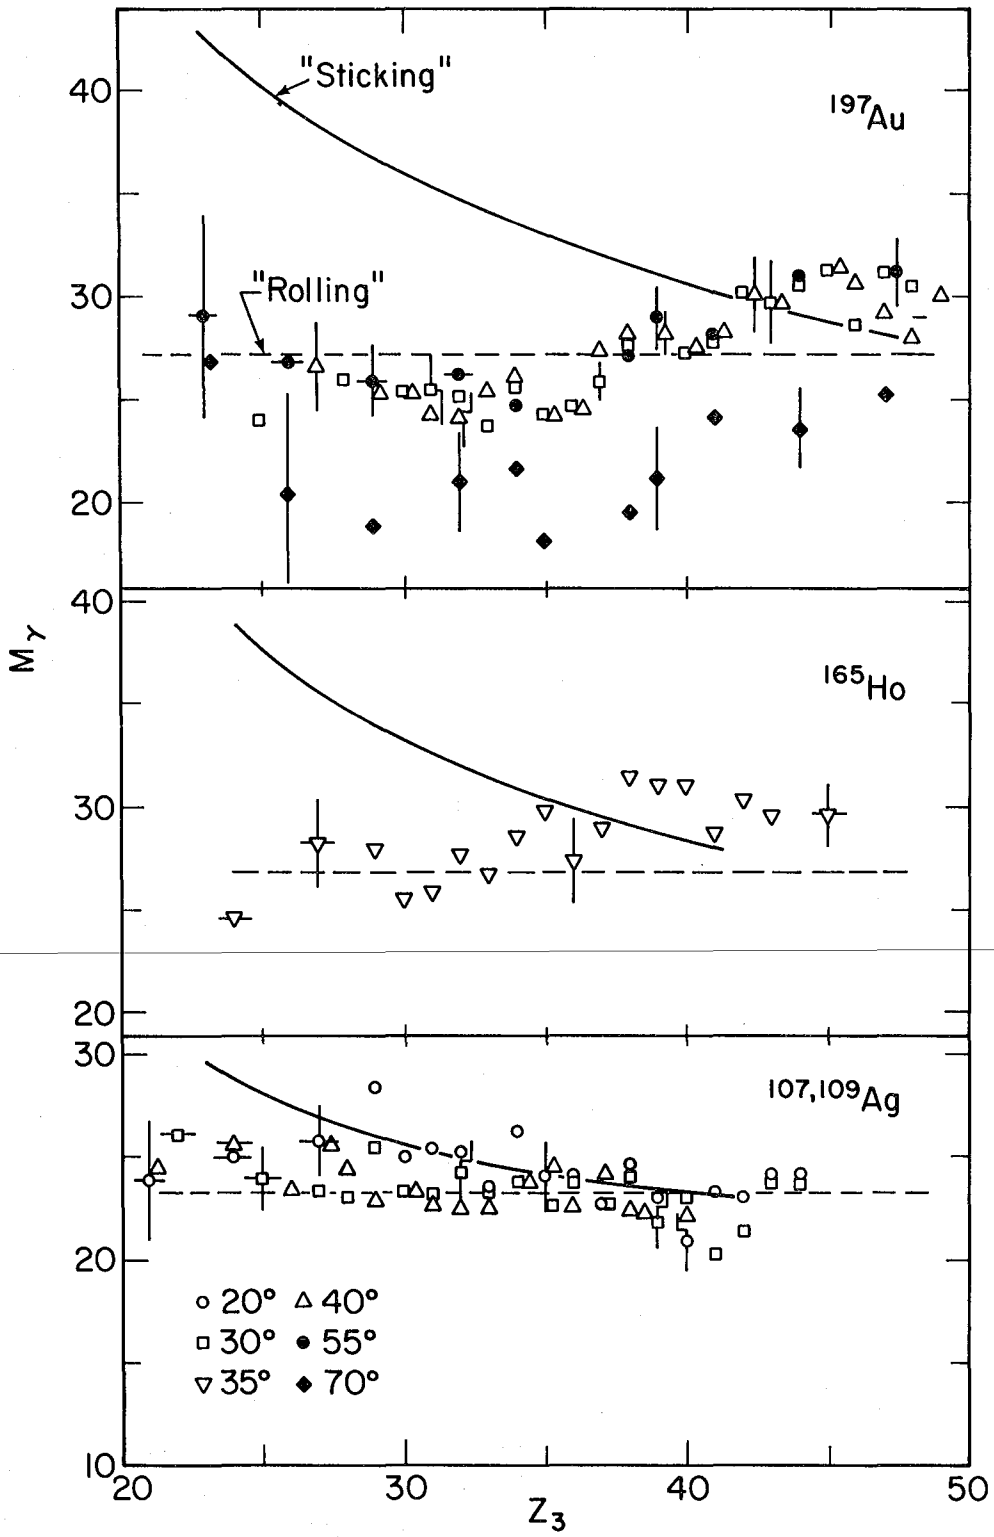 40
"Sticking"
¹⁹⁷Au
30
"Rolling"
20
Mγ
40
¹⁶⁵Ho
30
20
30
¹⁰⁷,¹⁰⁹Ag
20
○ 20° △ 40°
□ 30° ● 55°
▽ 35° ◆ 70°
10
20 30 40 50
Z₃